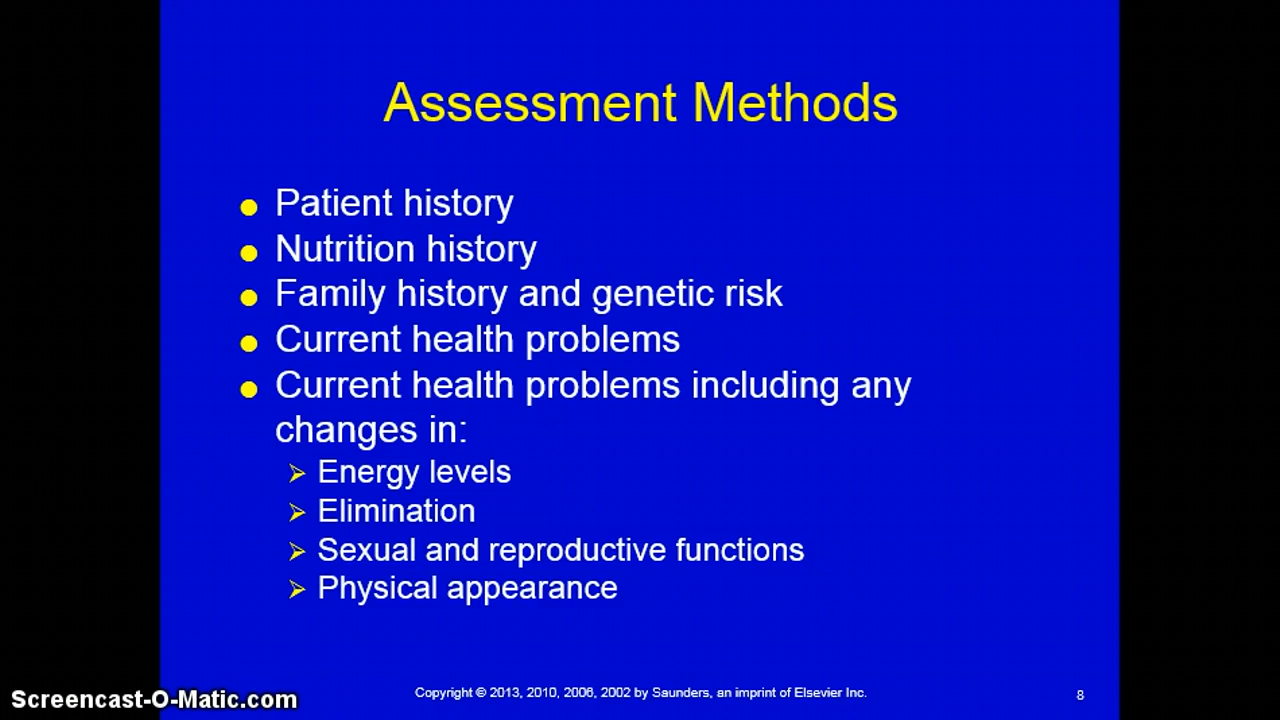 Assessment Methods
Patient history
Nutrition history
Family history and genetic risk
Current health problems
Current health problems including any
changes in:
Energy levels
Elimination
Sexual and reproductive functions
Physical appearance
Copyright © 2013, 2010, 2006, 2002 by Saunders, an imprint of Elsevier Inc.
8
Screencast-O-Matic.com